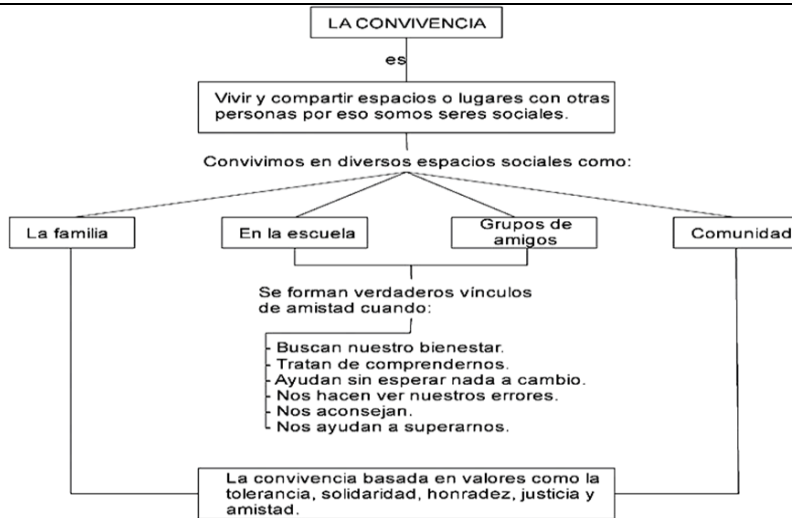 LA CONVIVENCIA
es
Vivir y compartir espacios o lugares con otras
personas por eso somos seres sociales.
Convivimos en diversos espacios sociales como:
La familia
En la escuela
Grupos de
amigos
Comunidad
Se forman verdaderos vínculos
de amistad cuando:
- Buscan nuestro bienestar.
- Tratan de comprendernos.
- Ayudan sin esperar nada a cambio.
- Nos hacen ver nuestros errores.
- Nos aconsejan.
- Nos ayudan a superarnos.
La convivencia basada en valores como la
tolerancia, solidaridad, honradez, justicia y
amistad.